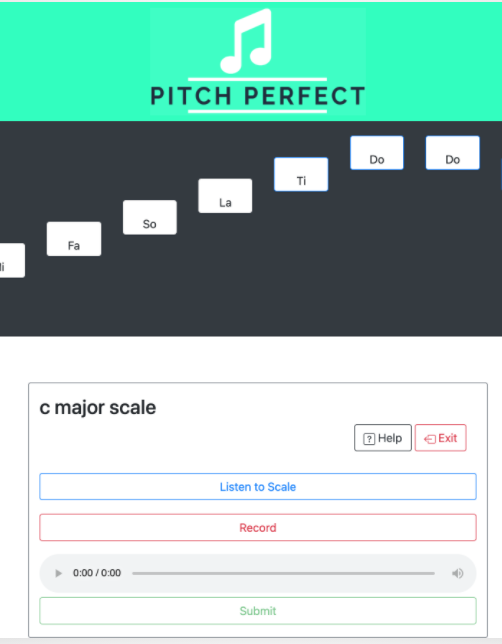 PITCH PERFECT
Fa
So
La
Ti
Do
Do
c major scale
? Help
Exit
Listen to Scale
Record
0:00 / 0:00
Submit